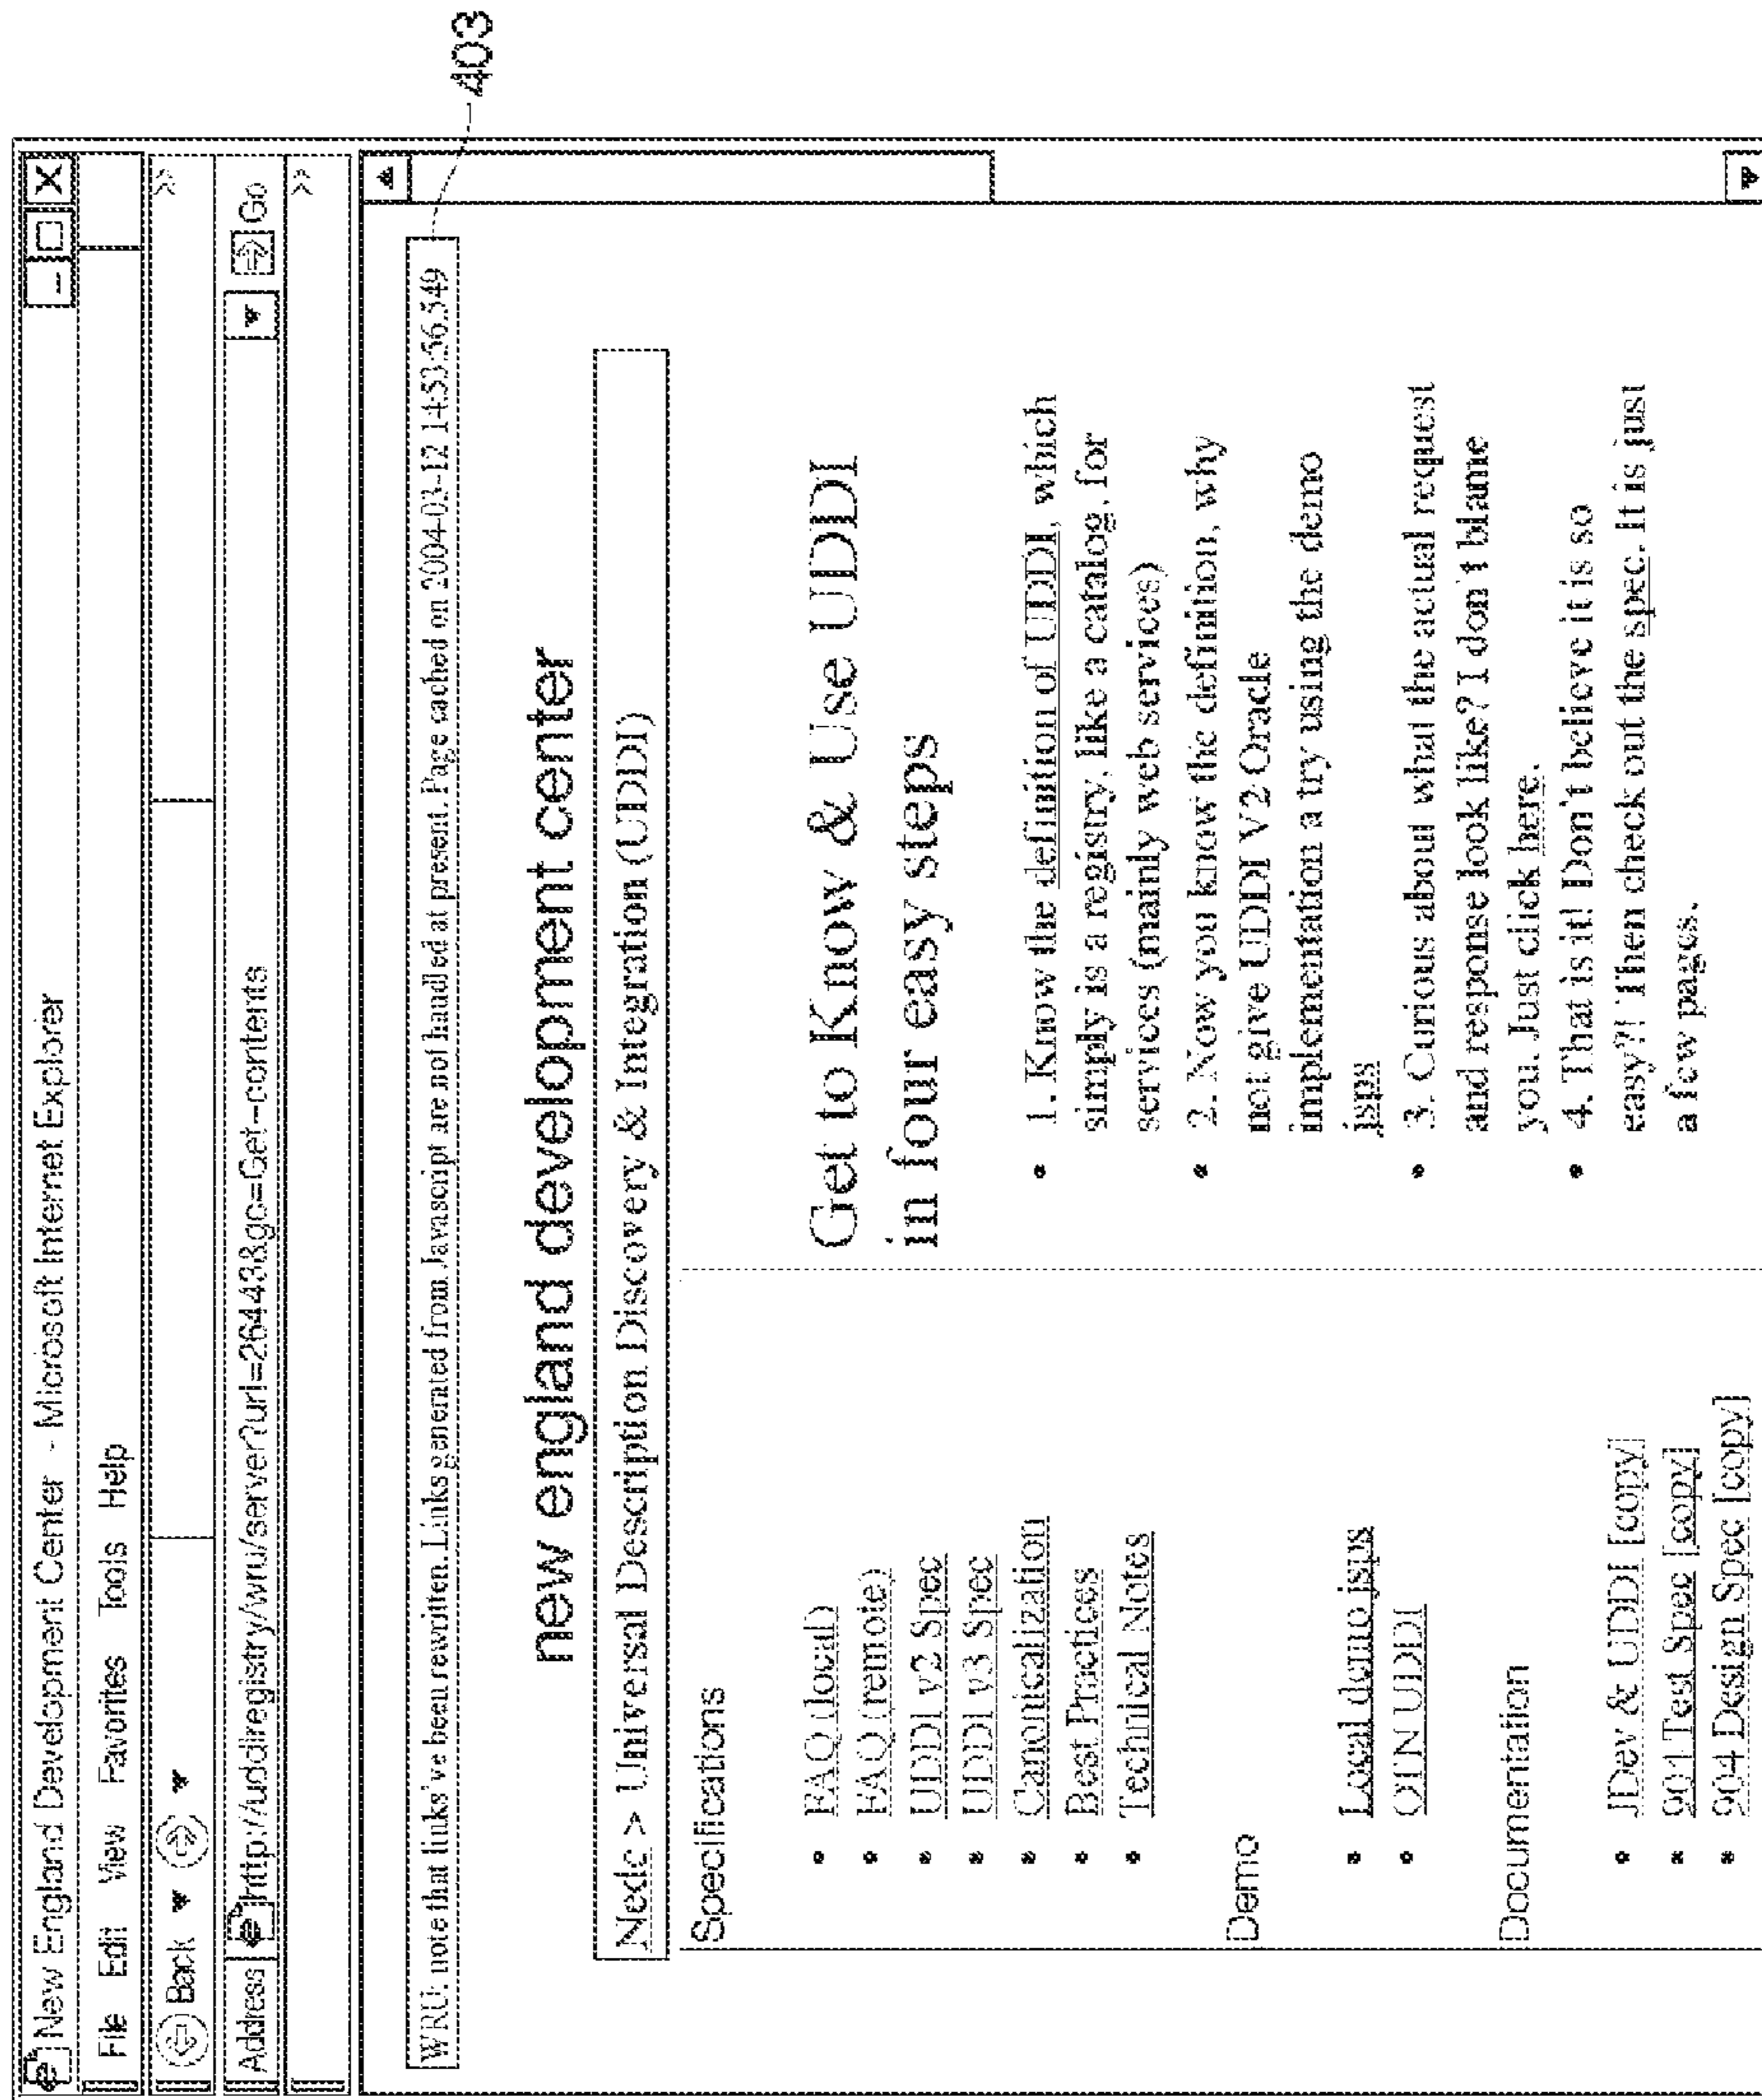 New England Development Center - Microsoft Internet Explorer
File Edit View Favorites Tools Help
Back
Address http://uddiregistry/wru/server?url=26443&go=Get-contents Go
WRU: note that links've been rewritten. Links generated from Javascript are not handled at present. Page cached on 2004-03-12 14:53:56.549
403
new england development center
Nedc > Universal Description Discovery & Integration (UDDI)
Specifications
• FAQ (local)
• FAQ (remote)
• UDDI v2 Spec
• UDDI v3 Spec
• Canonicalization
• Best Practices
• Technical Notes
Demo
• Local demo jsps
• OTN UDDI
Documentation
• JDev & UDDI [copy]
• 901 Test Spec [copy]
• 904 Design Spec [copy]
Get to Know & Use UDDI
in four easy steps
• 1. Know the definition of UDDI, which
simply is a registry, like a catalog, for
services (mainly web services)
• 2. Now you know the definition, why
not give UDDI V2 Oracle
implementation a try using the demo
jsps
• 3. Curious about what the actual request
and response look like? I don't blame
you. Just click here.
• 4. That is it! Don't believe it is so
easy?! Then check out the spec. It is just
a few pages.